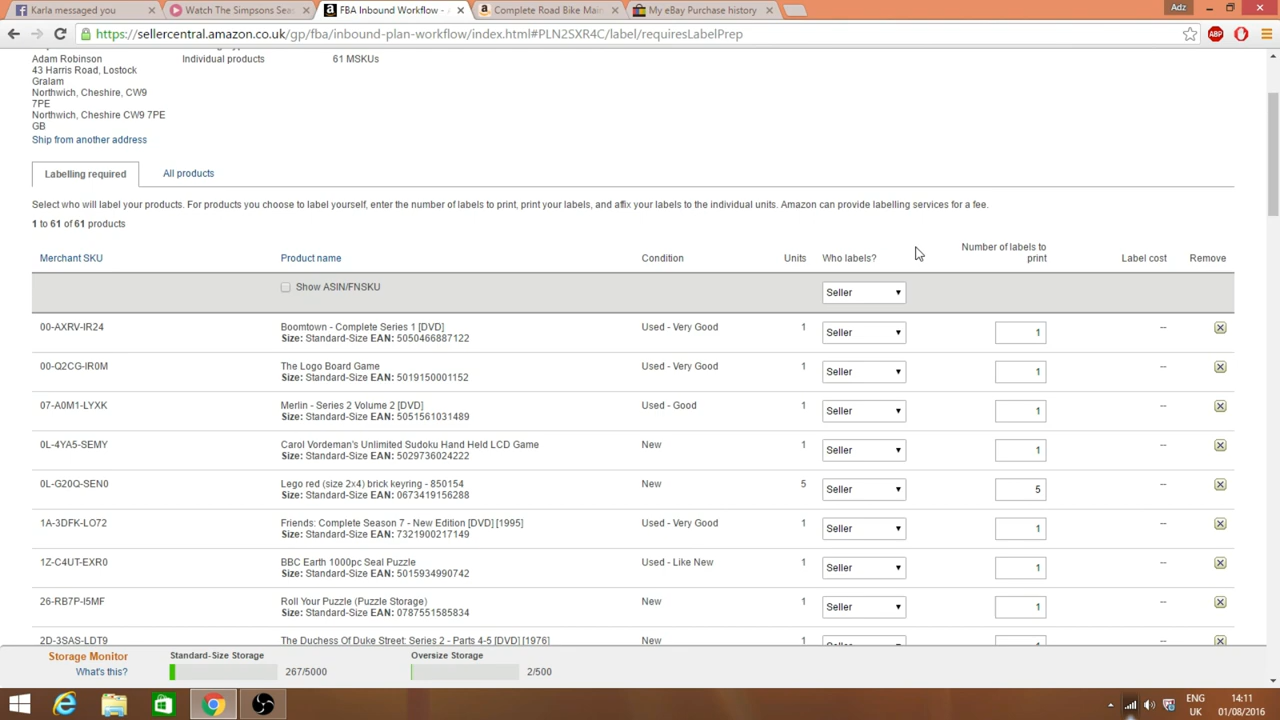 Facebook messaged you
Watch The Simpsons Sea
FBA Inbound Workflow -
Complete Road Bike Main
My eBay Purchase history
Adz
https://sellercentral.amazon.co.uk/gp/fba/inbound-plan-workflow/index.html#PLN2SXR4C/label/requiresLabelPrep
ABP
Adam Robinson
Individual products
61 MSKUs
43 Harris Road, Lostock
Gralam
Northwich, Cheshire, CW9
7PE
Northwich, Cheshire CW9 7PE
GB
Ship from another address
Labelling required
All products
Select who will label your products. For products you choose to label yourself, enter the number of labels to print, print your labels, and affix your labels to the individual units. Amazon can provide labelling services for a fee.
1 to 61 of 61 products
Merchant SKU Product name Condition Units Who labels? Number of labels to print Label cost Remove
Show ASIN/FNSKU Seller
00-AXRV-IR24 Boomtown - Complete Series 1 [DVD] Used - Very Good 1 Seller 1 --
Size: Standard-Size EAN: 5050466887122
00-Q2CG-IR0M The Logo Board Game Used - Very Good 1 Seller 1 --
Size: Standard-Size EAN: 5019150001152
07-A0M1-LYXK Merlin - Series 2 Volume 2 [DVD] Used - Good 1 Seller 1 --
Size: Standard-Size EAN: 5051561031489
0L-4YA5-SEMY Carol Vordeman's Unlimited Sudoku Hand Held LCD Game New 1 Seller 1 --
Size: Standard-Size EAN: 5029736024222
0L-G20Q-SEN0 Lego red (size 2x4) brick keyring - 850154 New 5 Seller 5 --
Size: Standard-Size EAN: 0673419156288
1A-3DFK-LO72 Friends: Complete Season 7 - New Edition [DVD] [1995] Used - Very Good 1 Seller 1 --
Size: Standard-Size EAN: 7321900217149
1Z-C4UT-EXR0 BBC Earth 1000pc Seal Puzzle Used - Like New 1 Seller 1 --
Size: Standard-Size EAN: 5015934990742
26-RB7P-I5MF Roll Your Puzzle (Puzzle Storage) New 1 Seller 1 --
Size: Standard-Size EAN: 0787551585834
2D-3SAS-LDT9 The Duchess Of Duke Street: Series 2 - Parts 4-5 [DVD] [1976] New 1 --
Storage Monitor
What's this?
Standard-Size Storage
267/5000
Oversize Storage
2/500
ENG
UK
14:11
01/08/2016